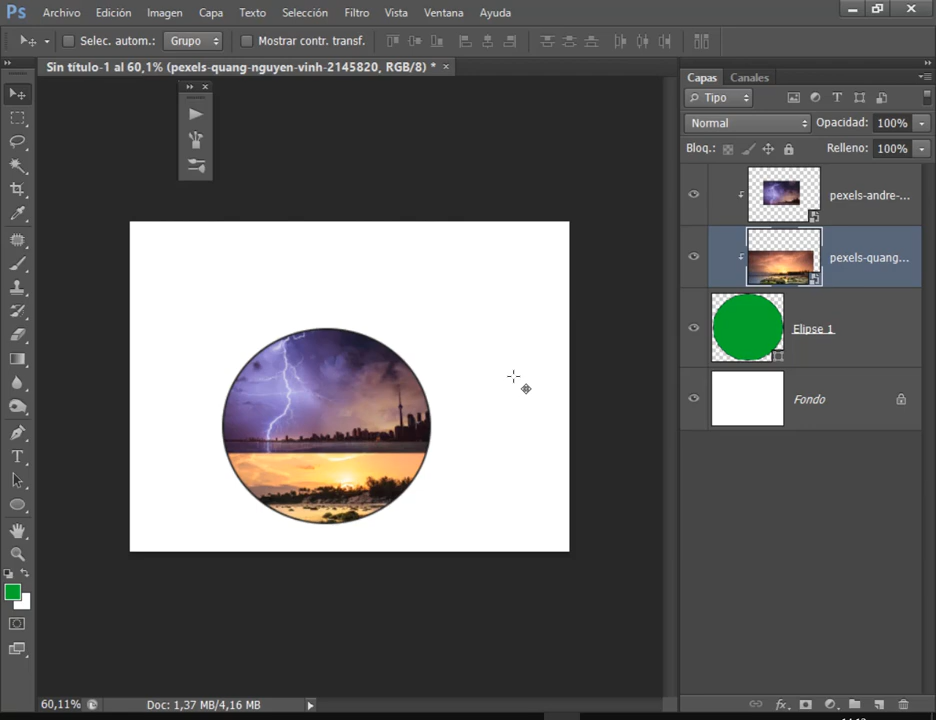 Ps Archivo Edición Imagen Capa Texto Selección Filtro Vista Ventana Ayuda
Selec. autom.: Grupo Mostrar contr. transf.
Sin título-1 al 60,1% (pexels-quang-nguyen-vinh-2145820, RGB/8) * ×
Capas Canales
Tipo
Normal Opacidad: 100%
Bloq.: Relleno: 100%
pexels-andre-...
pexels-quang...
Elipse 1
Fondo
60,11% Doc: 1,37 MB/4,16 MB